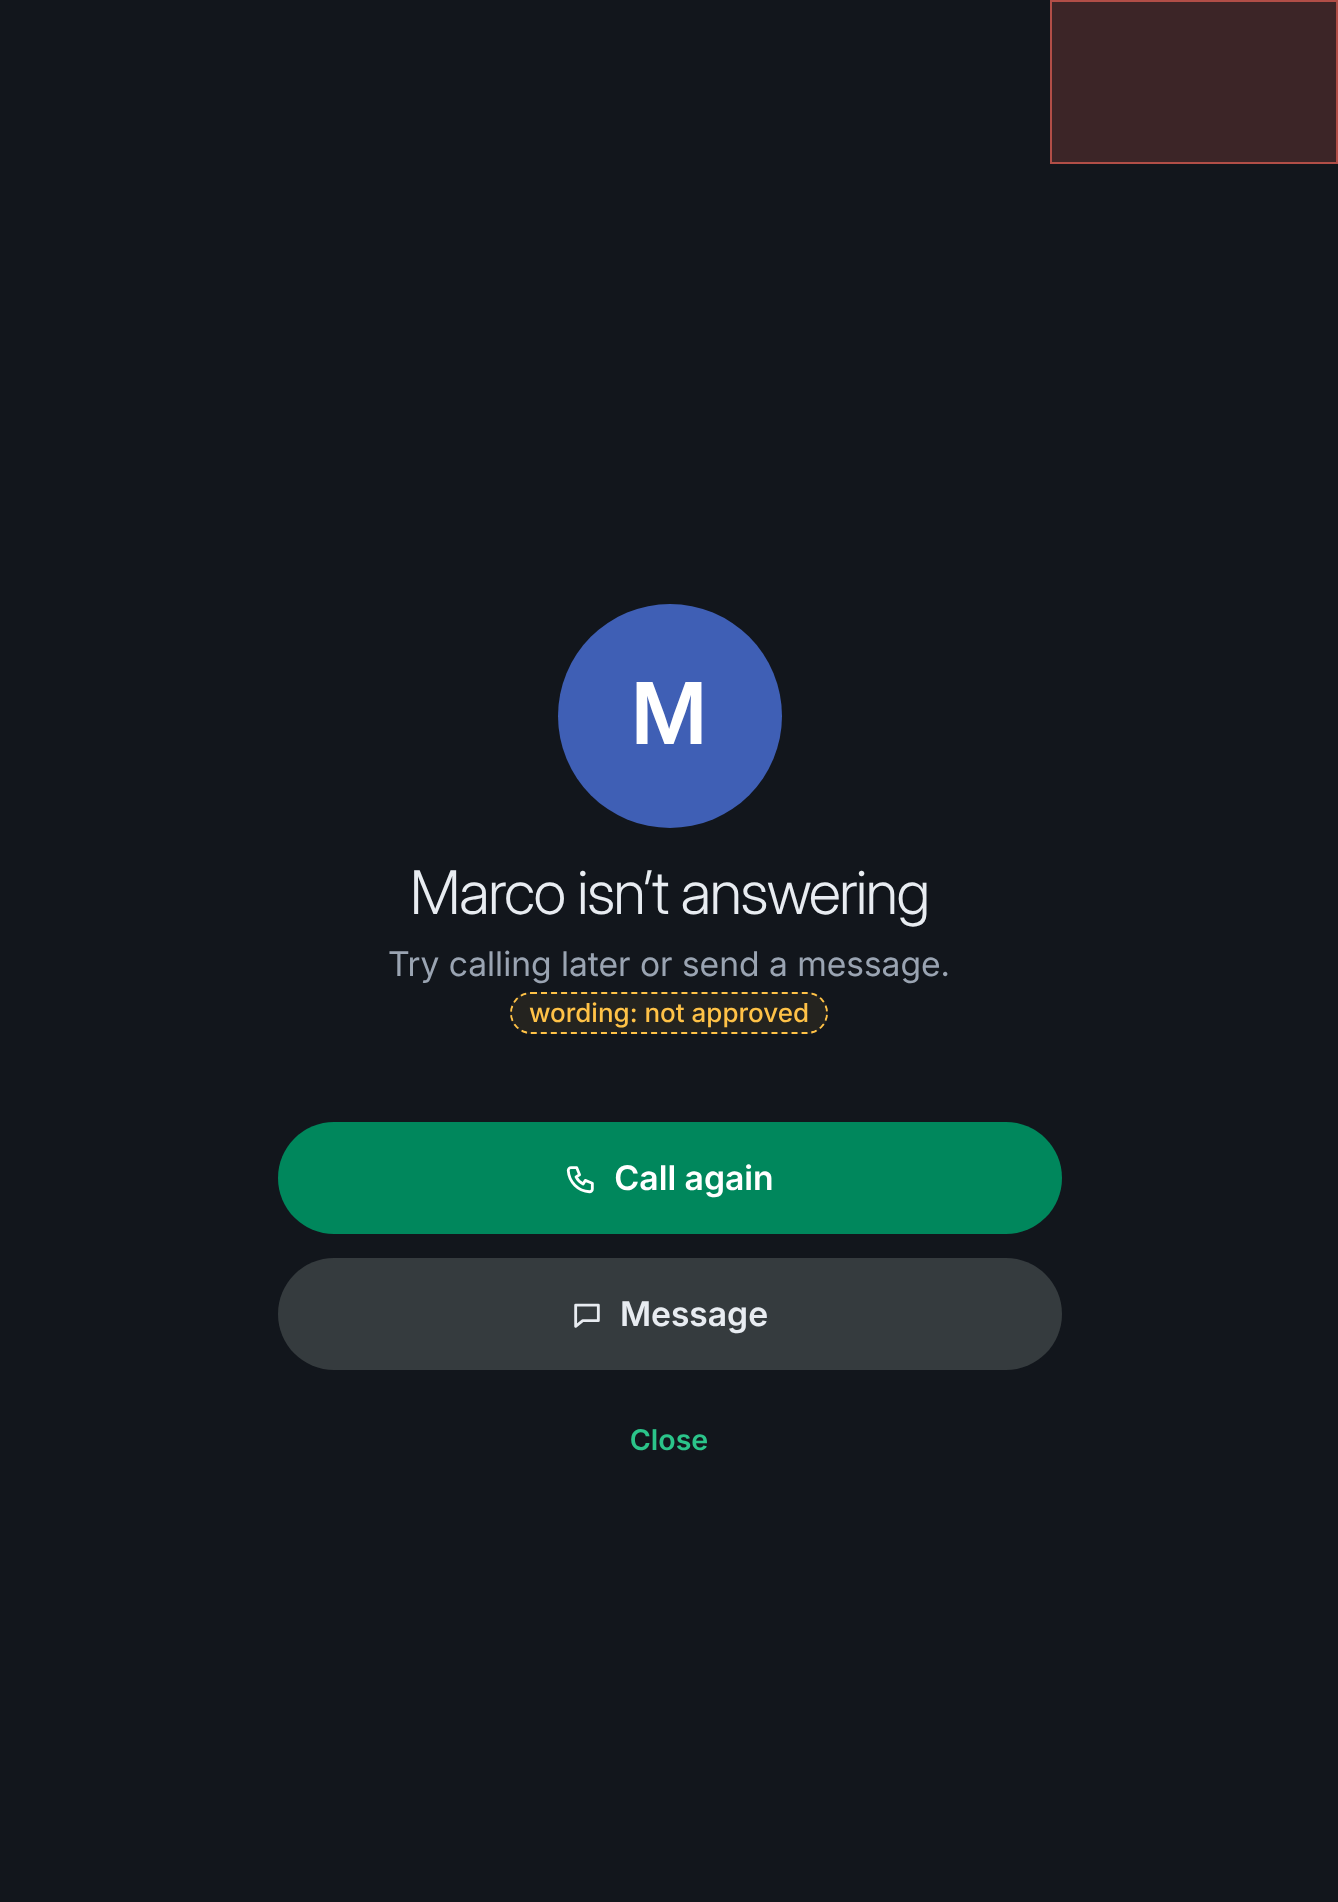 M
Marco isn’t answering
Try calling later or send a message.
wording: not approved
Call again
Message
Close